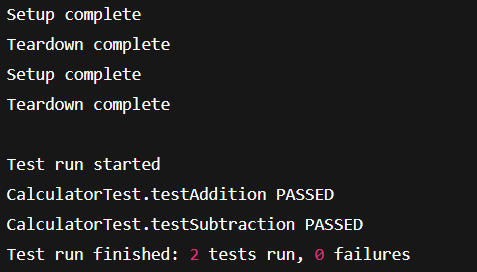 Setup complete
Teardown complete
Setup complete
Teardown complete
Test run started
CalculatorTest.testAddition PASSED
CalculatorTest.testSubtraction PASSED
Test run finished: 2 tests run, 0 failures